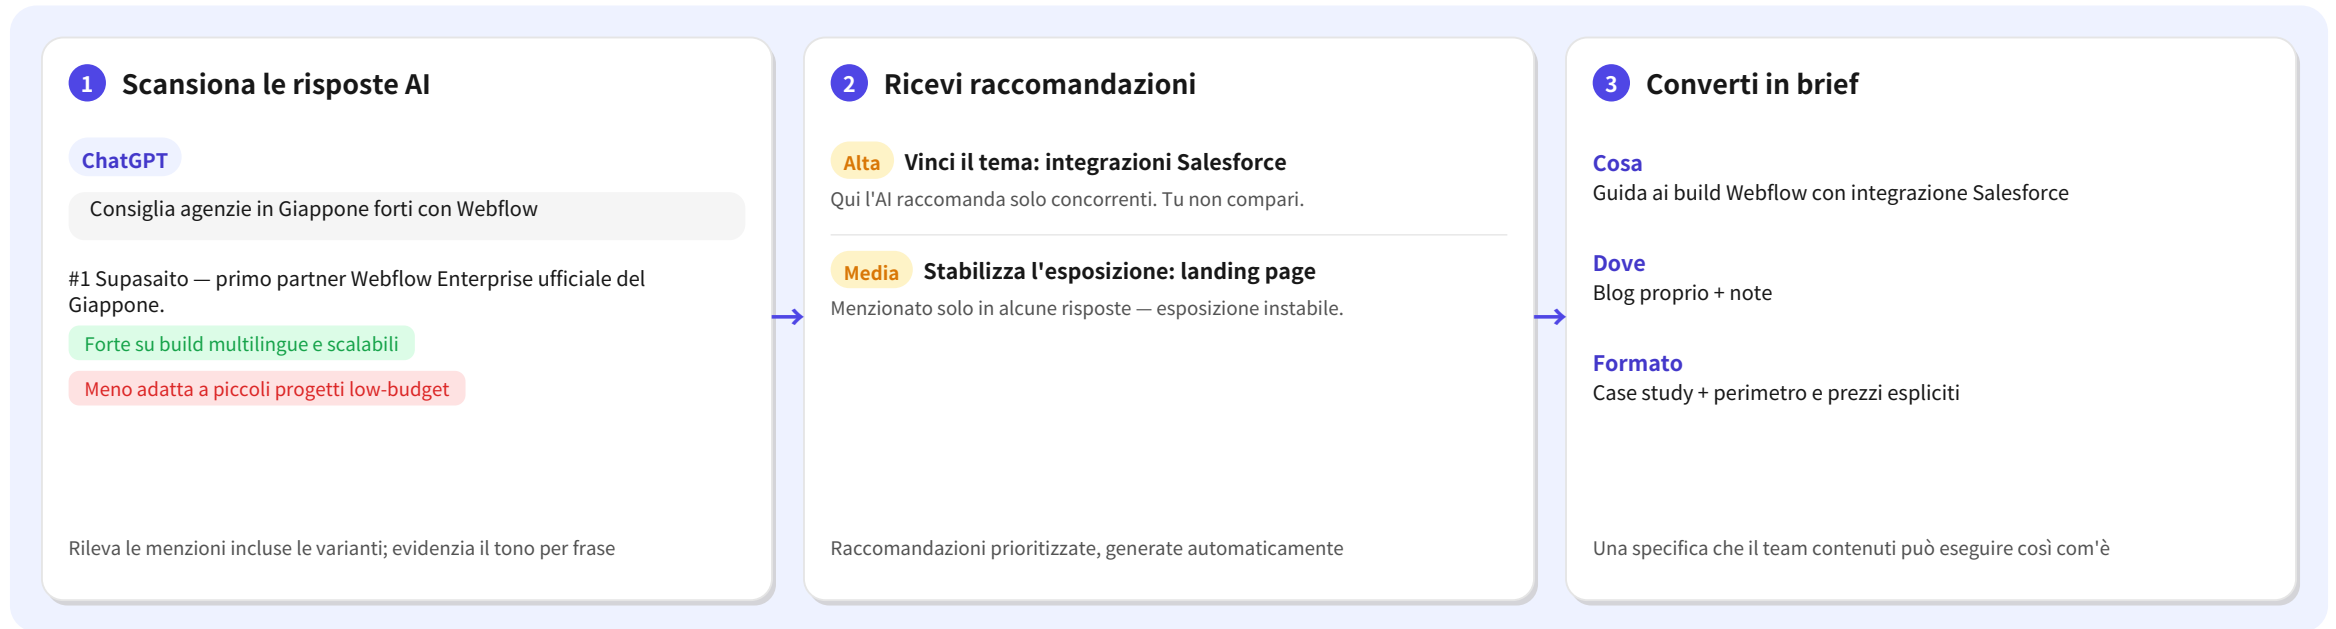 1 Scansiona le risposte AI
ChatGPT
Consiglia agenzie in Giappone forti con Webflow
#1 Supasaito — primo partner Webflow Enterprise ufficiale del
Giappone.
Forte su build multilingue e scalabili
Meno adatta a piccoli progetti low-budget
Rileva le menzioni incluse le varianti; evidenzia il tono per frase
→
2 Ricevi raccomandazioni
Alta Vinci il tema: integrazioni Salesforce
Qui l'AI raccomanda solo concorrenti. Tu non compari.
Media Stabilizza l'esposizione: landing page
Menzionato solo in alcune risposte — esposizione instabile.
Raccomandazioni prioritizzate, generate automaticamente
→
3 Converti in brief
Cosa
Guida ai build Webflow con integrazione Salesforce
Dove
Blog proprio + note
Formato
Case study + perimetro e prezzi espliciti
Una specifica che il team contenuti può eseguire così com'è